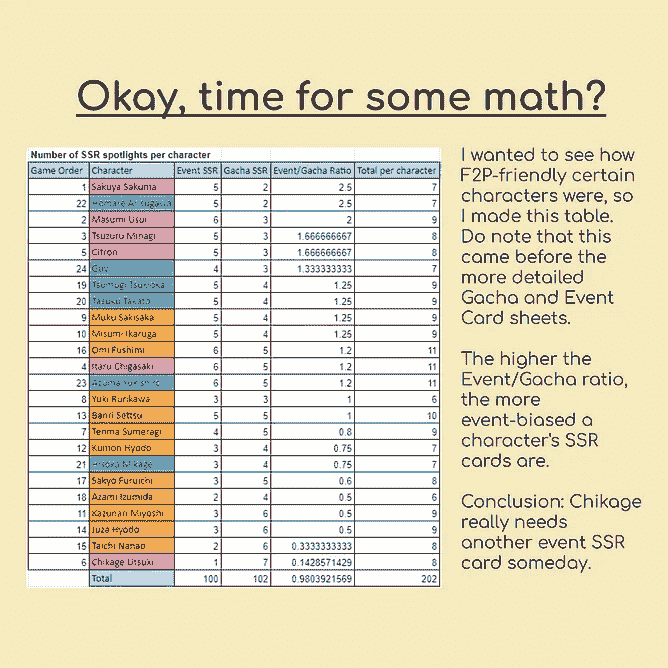 Okay, time for some math?
Number of SSR spotlights per character
Game Order Character Event SSR Gacha SSR Event/Gacha Ratio Total per character
1 Sakuya Sakuma 5 2 2.5 7
22 Homare Arisugawa 5 2 2.5 7
2 Masumi Usui 6 3 2 9
3 Tsuzuru Minagi 5 3 1.666666667 8
5 Citron 5 3 1.666666667 8
24 Guy 4 3 1.333333333 7
19 Tsumugi Tsukioka 5 4 1.25 9
20 Tasuku Takato 5 4 1.25 9
9 Muku Sakisaka 5 4 1.25 9
10 Misumi Ikaruga 5 4 1.25 9
16 Omi Fushimi 6 5 1.2 11
4 Itaru Chigasaki 6 5 1.2 11
23 Azuma Yukishiro 6 5 1.2 11
8 Yuki Rurikawa 3 3 1 6
13 Banri Settsu 5 5 1 10
7 Tenma Sumeragi 4 5 0.8 9
12 Kumon Hyodo 3 4 0.75 7
21 Hisoka Mikage 3 4 0.75 7
17 Sakyo Furuichi 3 5 0.6 8
18 Azami Izumida 2 4 0.5 6
11 Kazunari Miyoshi 3 6 0.5 9
14 Juza Hyodo 3 6 0.5 9
15 Taichi Nanao 2 6 0.3333333333 8
6 Chikage Utsuki 1 7 0.1428571429 8
Total 100 102 0.9803921569 202
I wanted to see how
F2P-friendly certain
characters were, so
I made this table.
Do note that this
came before the
more detailed
Gacha and Event
Card sheets.
The higher the
Event/Gacha ratio,
the more
event-biased a
character's SSR
cards are.
Conclusion: Chikage
really needs
another event SSR
card someday.